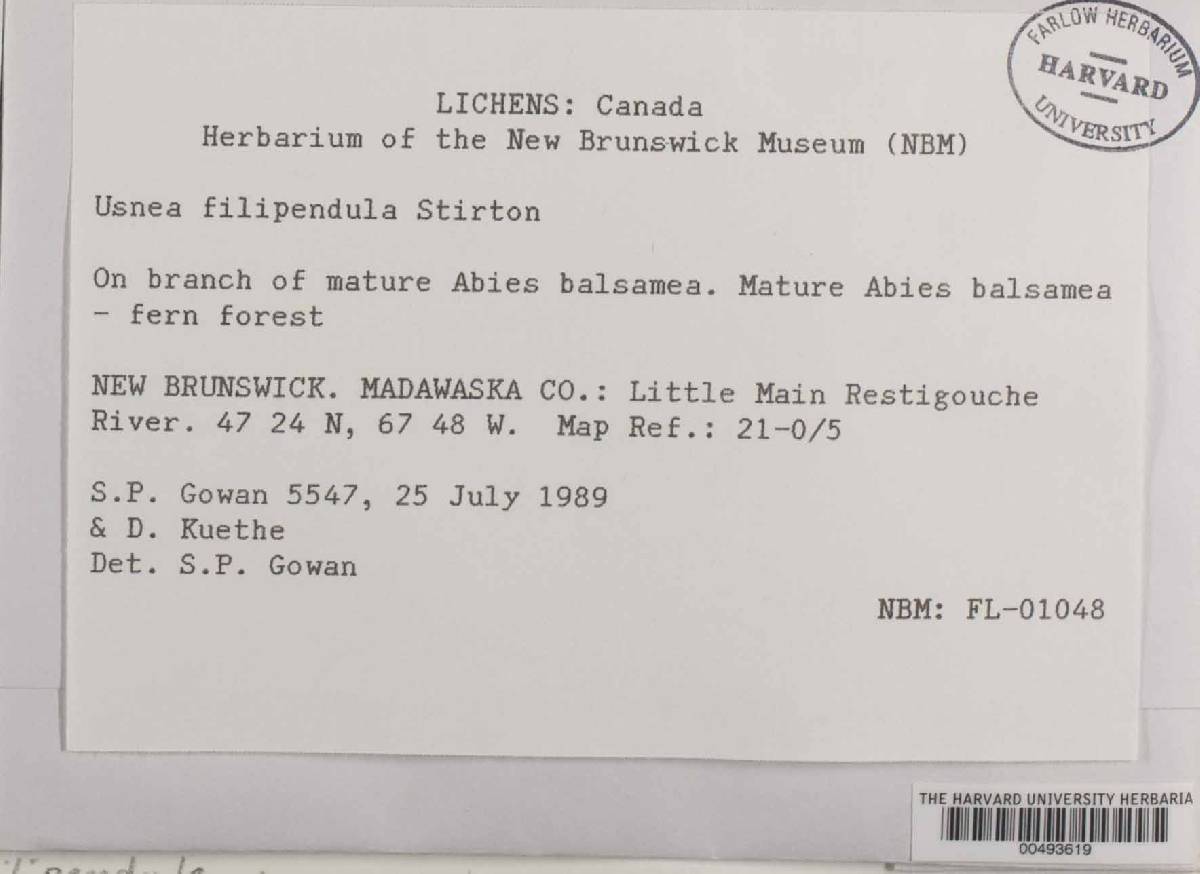 FARLOW HERBARIUM
HARVARD
UNIVERSITY
LICHENS: Canada
Herbarium of the New Brunswick Museum (NBM)
Usnea filipendula Stirton
On branch of mature Abies balsamea. Mature Abies balsamea
- fern forest
NEW BRUNSWICK. MADAWASKA CO.: Little Main Restigouche
River. 47 24 N, 67 48 W. Map Ref.: 21-0/5
S.P. Gowan 5547, 25 July 1989
& D. Kuethe
Det. S.P. Gowan
NBM: FL-01048
THE HARVARD UNIVERSITY HERBARIA
00493619